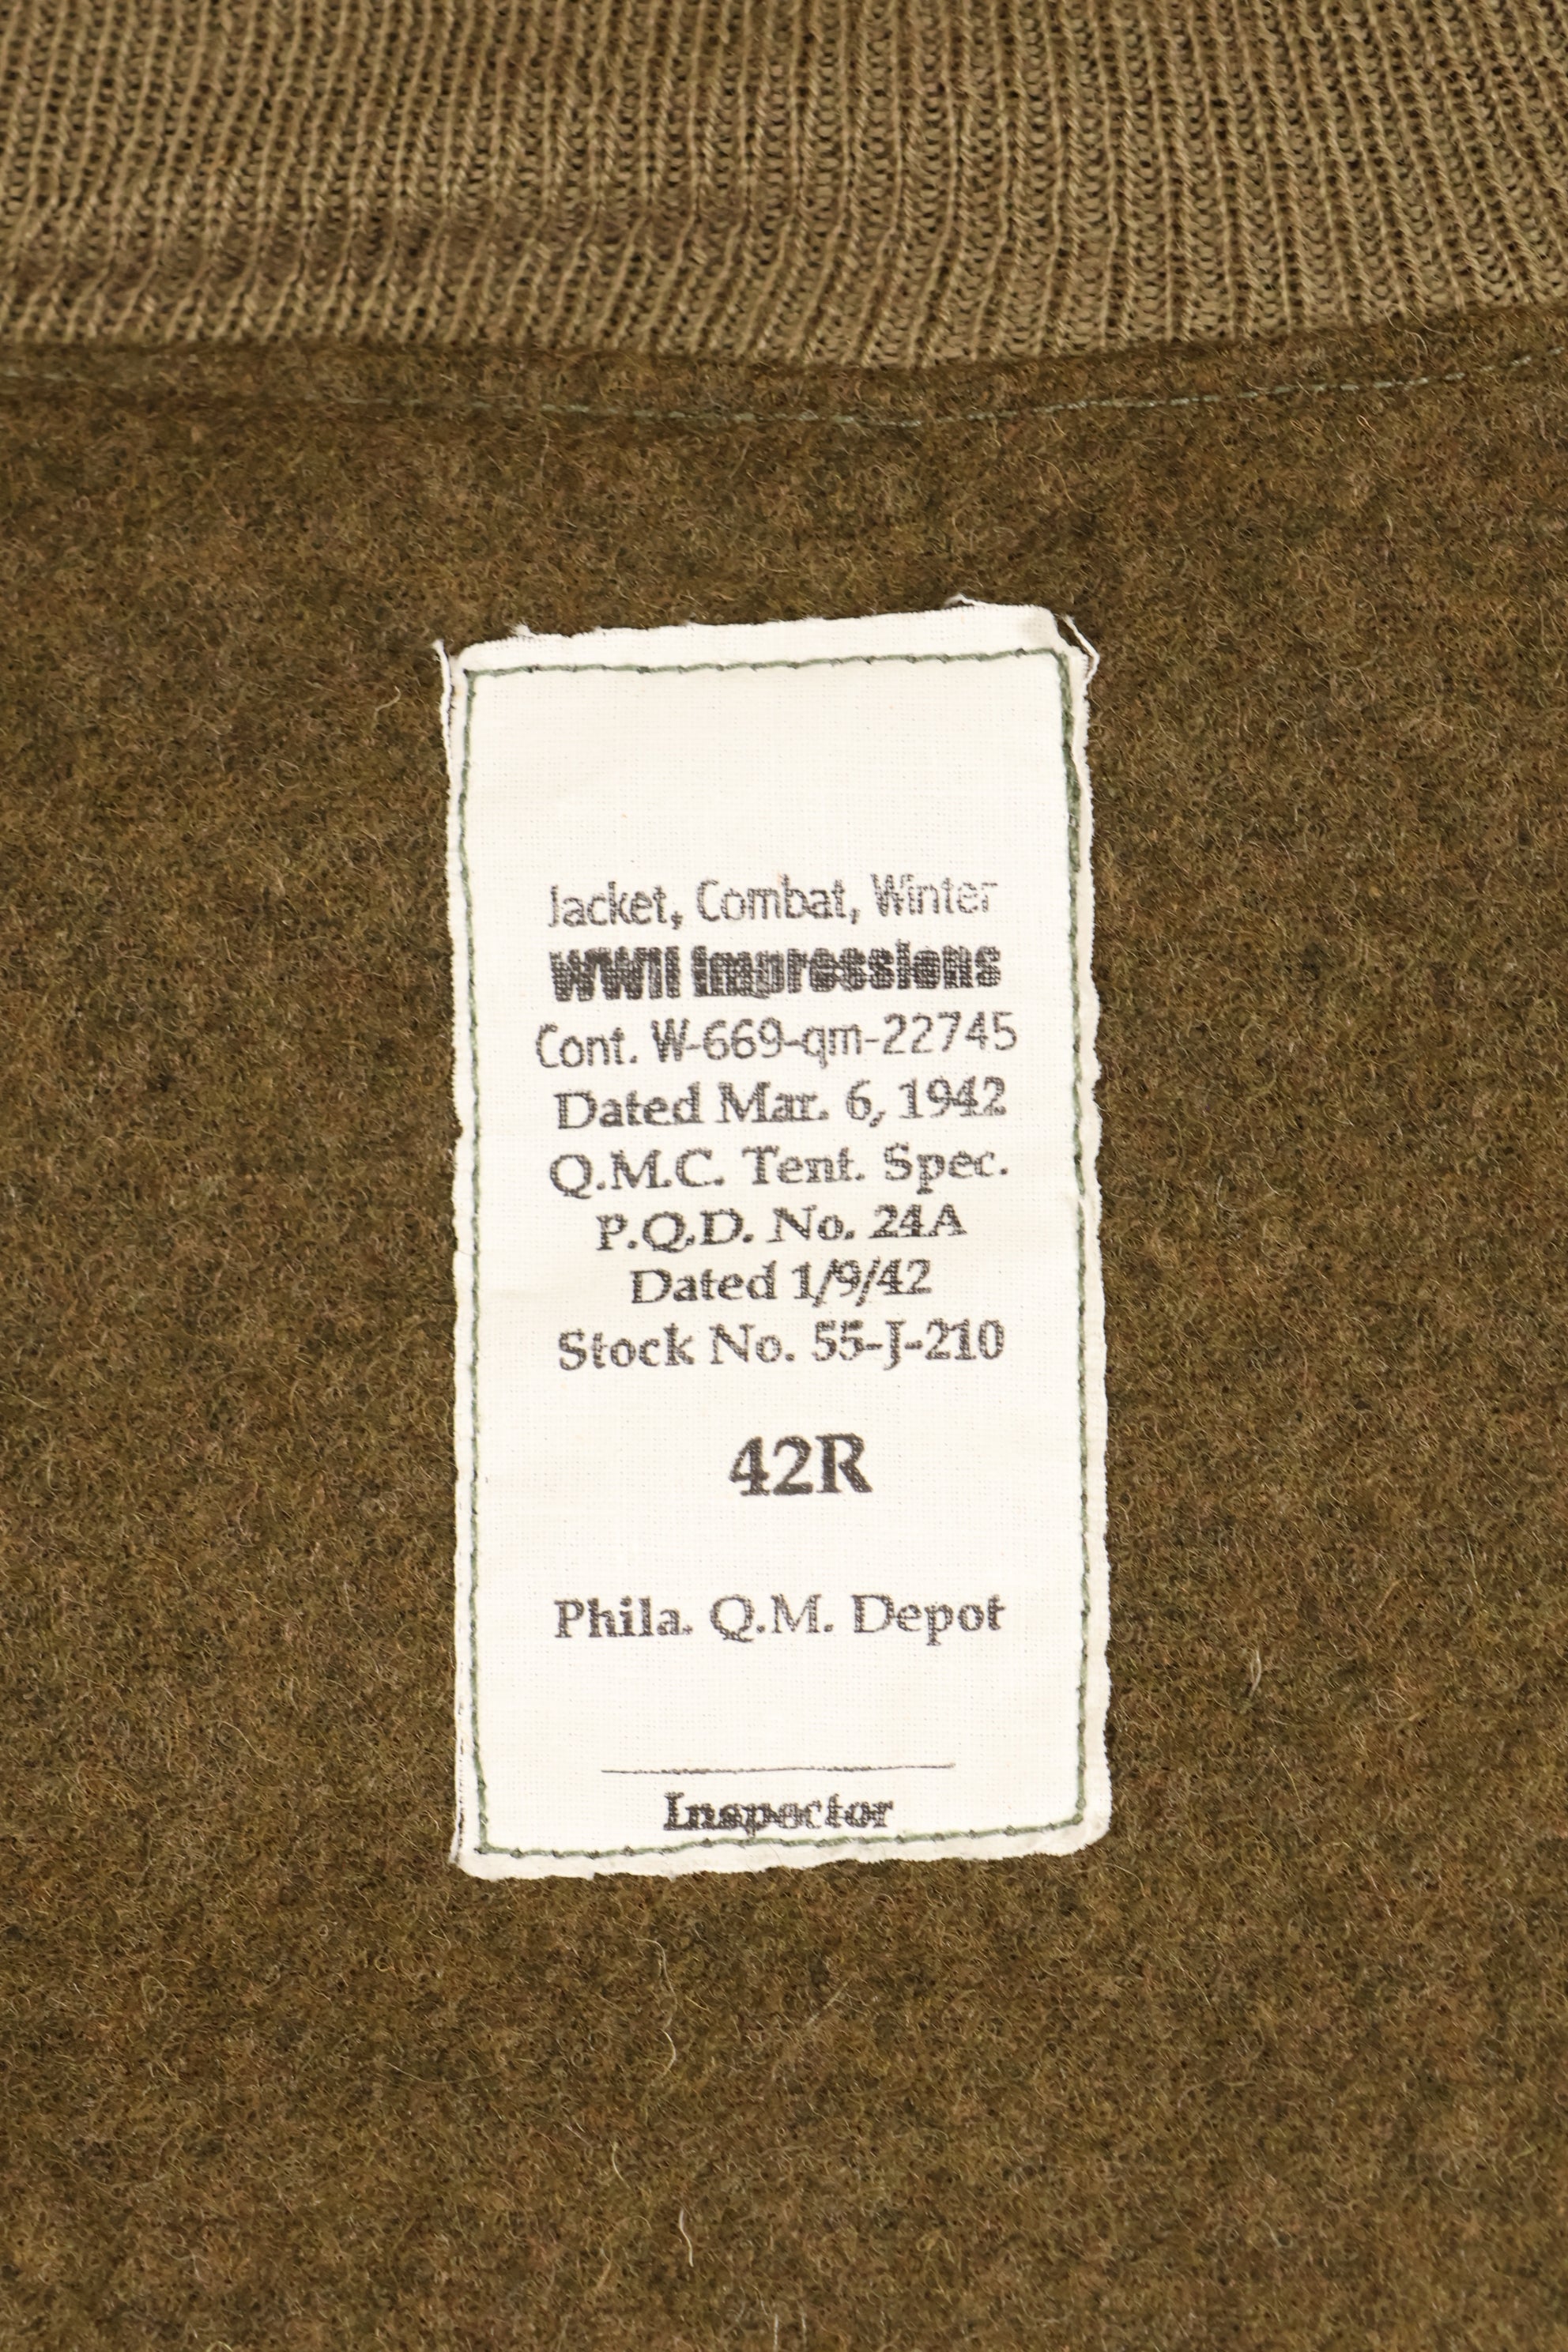 Jacket, Combat, Winter
WWII Impressions
Cont. W-669-qm-22745
Dated Mar. 6, 1942
Q.M.C. Tent. Spec.
P.Q.D. No. 24A
Dated 1/9/42
Stock No. 55-J-210
42R
Phila. Q.M. Depot
Inspector